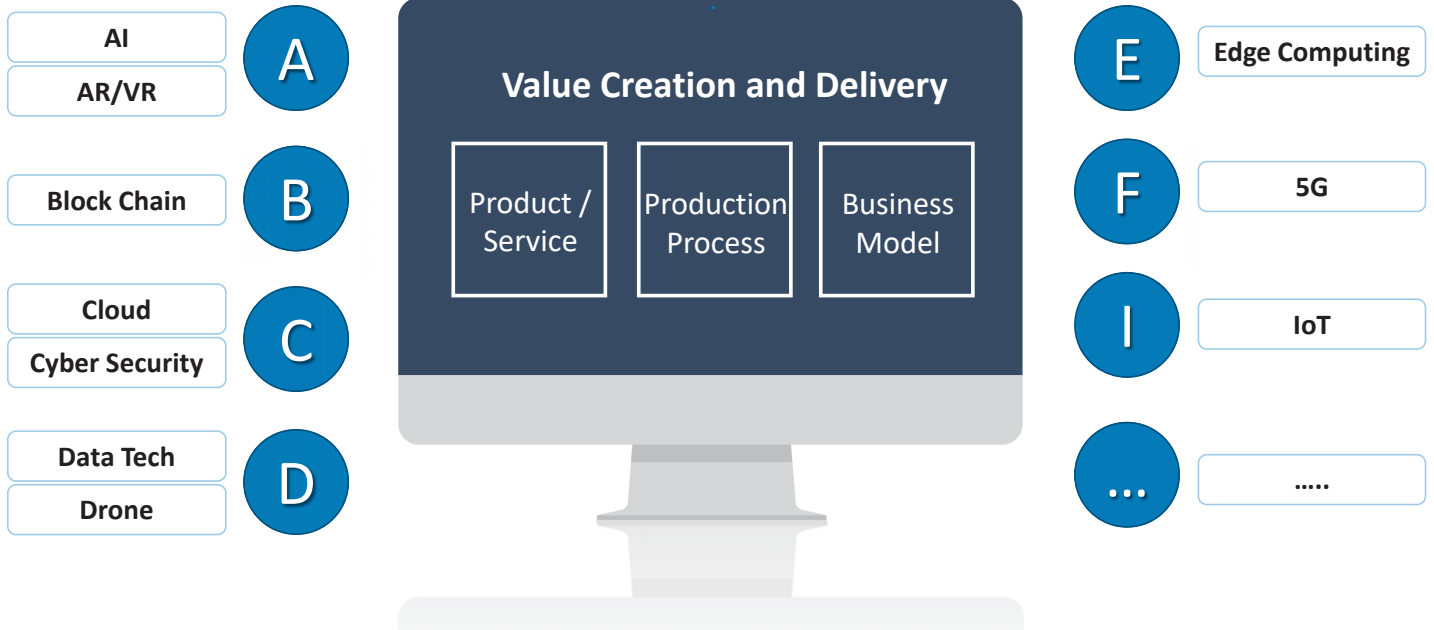 AI
AR/VR
A
Block Chain
B
Cloud
Cyber Security
C
Data Tech
Drone
D
Value Creation and Delivery
Product /
Service
Production
Process
Business
Model
E
Edge Computing
F
5G
I
IoT
...
.....